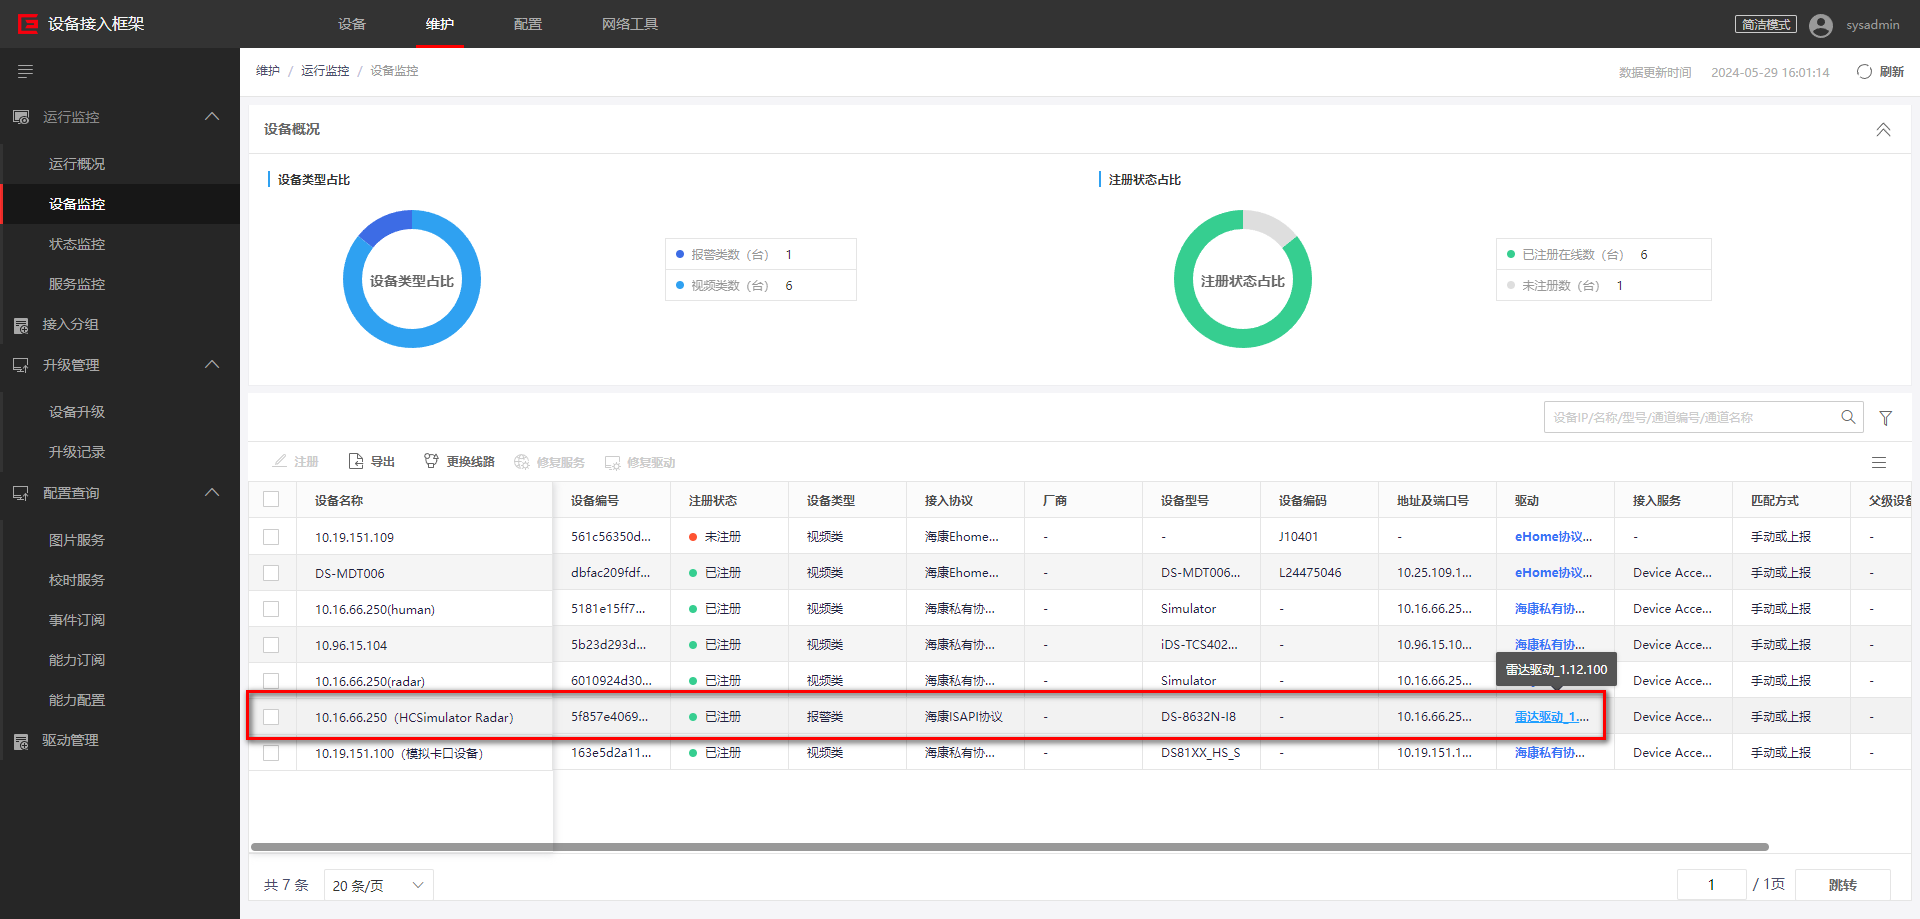 设备接入框架
设备 维护 配置 网络工具
简洁模式 sysadmin
维护 / 运行监控 / 设备监控
数据更新时间 2024-05-29 16:01:14 刷新
运行监控
运行概况
设备监控
状态监控
服务监控
接入分组
升级管理
设备升级
升级记录
配置查询
图片服务
校时服务
事件订阅
能力订阅
能力配置
驱动管理
设备概况
设备类型占比
设备类型占比
报警类数（台） 1
视频类数（台） 6
注册状态占比
注册状态占比
已注册在线数（台） 6
未注册数（台） 1
设备IP/名称/型号/通道编号/通道名称
注册 导出 更换线路 修复服务 修复驱动
设备名称 设备编号 注册状态 设备类型 接入协议 厂商 设备型号 设备编码 地址及端口号 驱动 接入服务 匹配方式 父级设备
10.19.151.109 561c56350d... 未注册 视频类 海康Ehome... - - J10401 - eHome协议... - 手动或上报 -
DS-MDT006 dbfac209fdf... 已注册 视频类 海康Ehome... - DS-MDT006... L24475046 10.25.109.1... eHome协议... Device Acce... 手动或上报 -
10.16.66.250(human) 5181e15ff7... 已注册 视频类 海康私有协... - Simulator - 10.16.66.25... 海康私有协... Device Acce... 手动或上报 -
10.96.15.104 5b23d293d... 已注册 视频类 海康私有协... - iDS-TCS402... - 10.96.15.10... 海康私有协... Device Acce... 手动或上报 -
雷达驱动_1.12.100
10.16.66.250(radar) 6010924d30... 已注册 视频类 海康私有协... - Simulator - 10.16.66.25... Device Acce... 手动或上报 -
10.16.66.250（HCSimulator Radar） 5f857e4069... 已注册 报警类 海康ISAPI协议 - DS-8632N-I8 - 10.16.66.25... 雷达驱动_1.... Device Acce... 手动或上报 -
10.19.151.100（模拟卡口设备） 163e5d2a11... 已注册 视频类 海康私有协... - DS81XX_HS_S - 10.19.151.1... 海康私有协... Device Acce... 手动或上报 -
共 7 条 20 条/页 1 / 1页 跳转